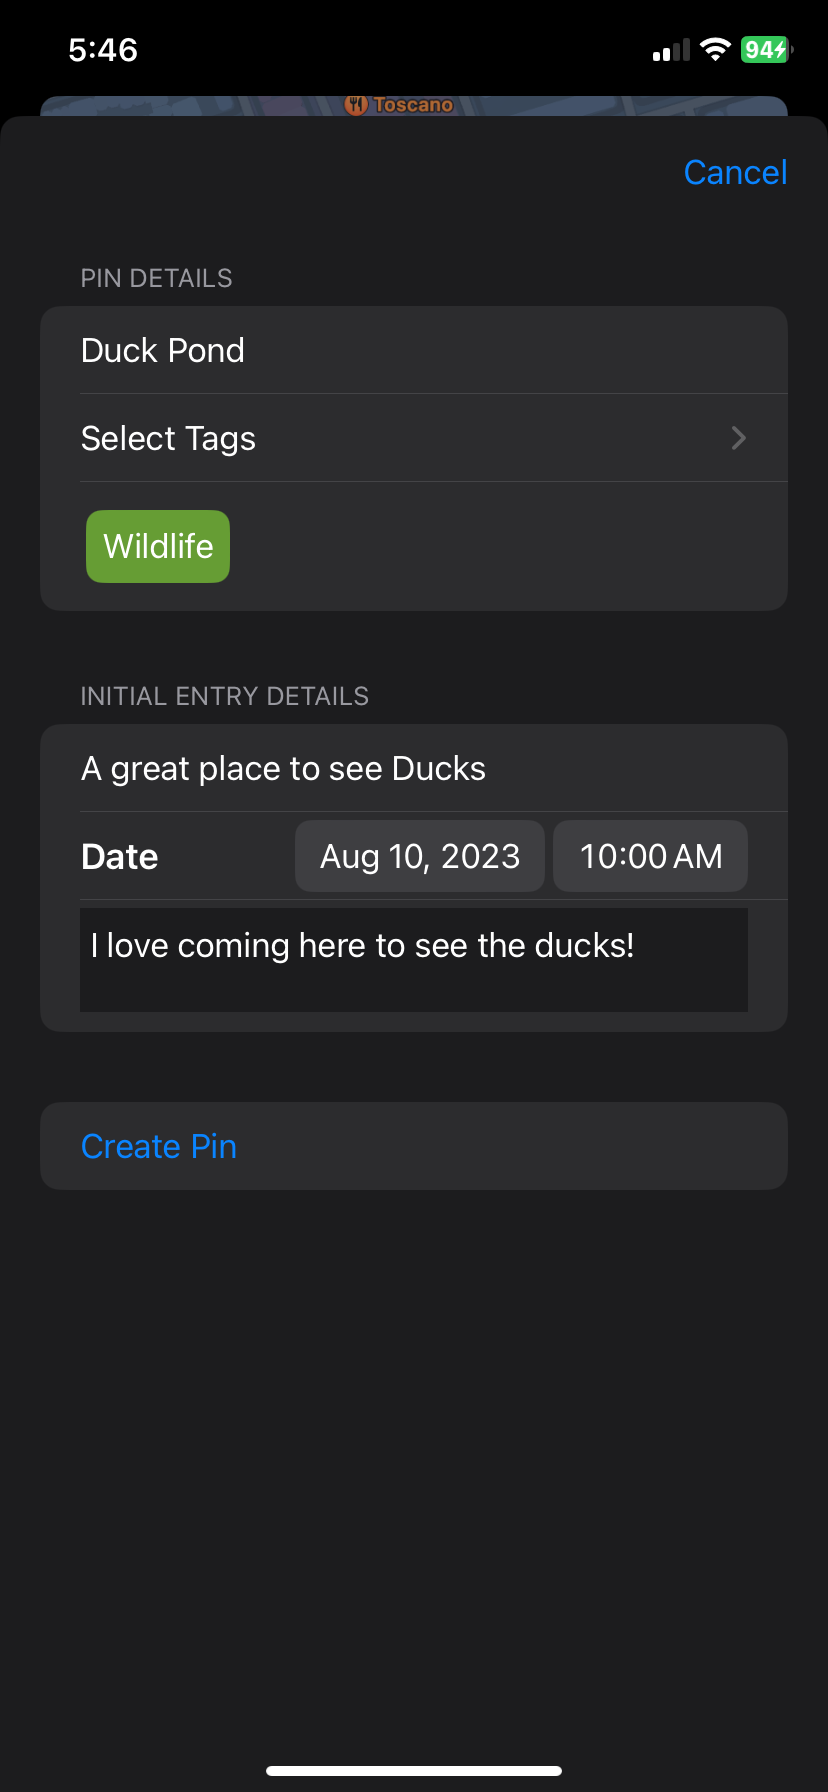 5:46
94
Toscano
Cancel
PIN DETAILS
Duck Pond
Select Tags
Wildlife
INITIAL ENTRY DETAILS
A great place to see Ducks
Date Aug 10, 2023 10:00 AM
I love coming here to see the ducks!
Create Pin